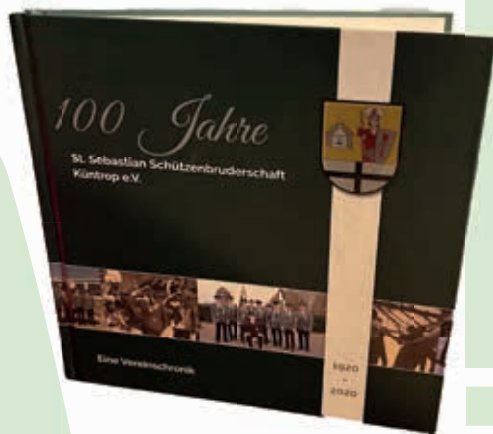 100 Jahre
St. Sebastian Schützenbruderschaft
Küntrop e.V.
Eine Vereinschronik
1920
-
2020